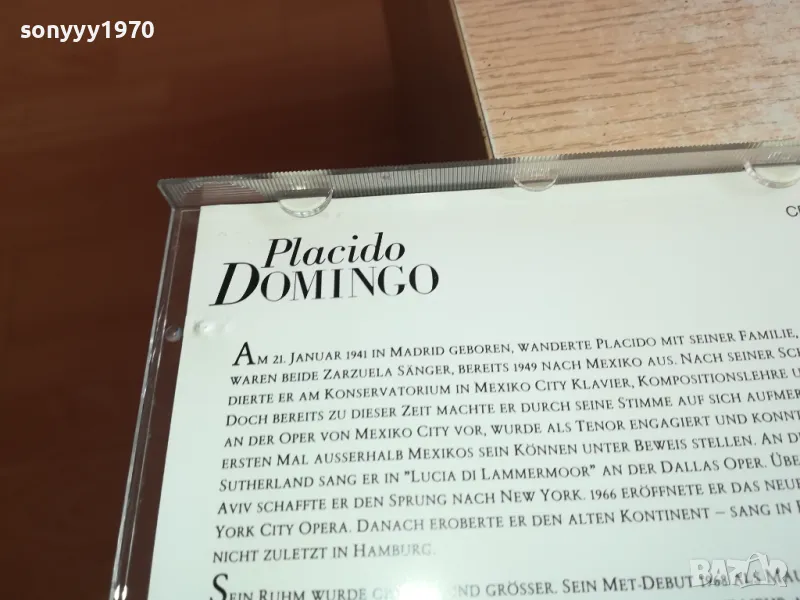 sonyyy1970
Placido
DOMINGO
AM 21. JANUAR 1941 IN MADRID GEBOREN, WANDERTE PLACIDO MIT SEINER FAMILIE,
WAREN BEIDE ZARZUELA SÄNGER, BEREITS 1949 NACH MEXIKO AUS. NACH SEINER
DIERTE ER AM KONSERVATORIUM IN MEXIKO CITY KLAVIER, KOMPOSITIONSLEHRE
DOCH BEREITS ZU DIESER ZEIT MACHTE ER DURCH SEINE STIMME AUF SICH
AN DER OPER VON MEXIKO CITY VOR, WURDE ALS TENOR ENGAGIERT UND
ERSTEN MAL AUSSERHALB MEXIKOS SEIN KÖNNEN UNTER BEWEIS STELLEN. AN
SUTHERLAND SANG ER IN "LUCIA DI LAMMERMOOR" AN DER DALLAS OPER.
AVIV SCHAFFTE ER DEN SPRUNG NACH NEW YORK. 1966 ERÖFFNETE ER DAS NEUE
YORK CITY OPERA. DANACH EROBERTE ER DEN ALTEN KONTINENT – SANG IN
NICHT ZULETZT IN HAMBURG.
SEIN RUHM WURDE UND GRÖSSER. SEIN MET-DEBUT 1968 ALS
BAZAR